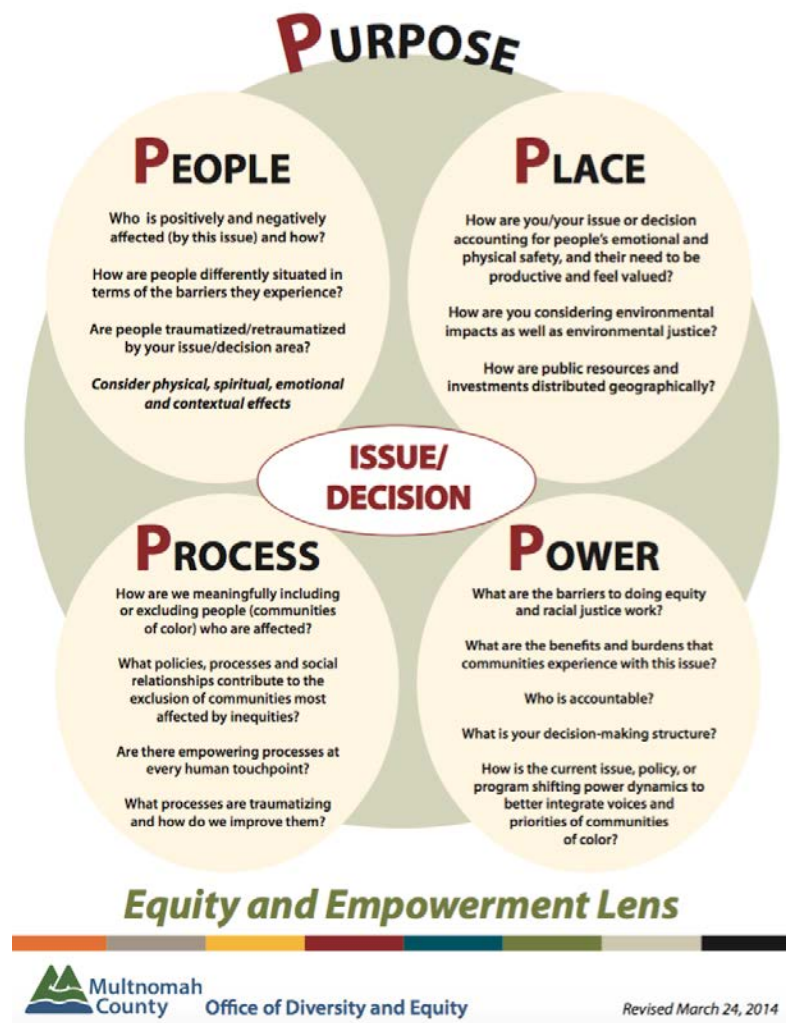 PURPOSE
PEOPLE
Who is positively and negatively
affected (by this issue) and how?
How are people differently situated in
terms of the barriers they experience?
Are people traumatized/retraumatized
by your issue/decision area?
Consider physical, spiritual, emotional
and contextual effects
PLACE
How are you/your issue or decision
accounting for people's emotional and
physical safety, and their need to be
productive and feel valued?
How are you considering environmental
impacts as well as environmental justice?
How are public resources and
investments distributed geographically?
ISSUE/
DECISION
PROCESS
How are we meaningfully including
or excluding people (communities
of color) who are affected?
What policies, processes and social
relationships contribute to the
exclusion of communities most
affected by inequities?
Are there empowering processes at
every human touchpoint?
What processes are traumatizing
and how do we improve them?
POWER
What are the barriers to doing equity
and racial justice work?
What are the benefits and burdens that
communities experience with this issue?
Who is accountable?
What is your decision-making structure?
How is the current issue, policy, or
program shifting power dynamics to
better integrate voices and
priorities of communities
of color?
Equity and Empowerment Lens
Multnomah
County
Office of Diversity and Equity
Revised March 24, 2014